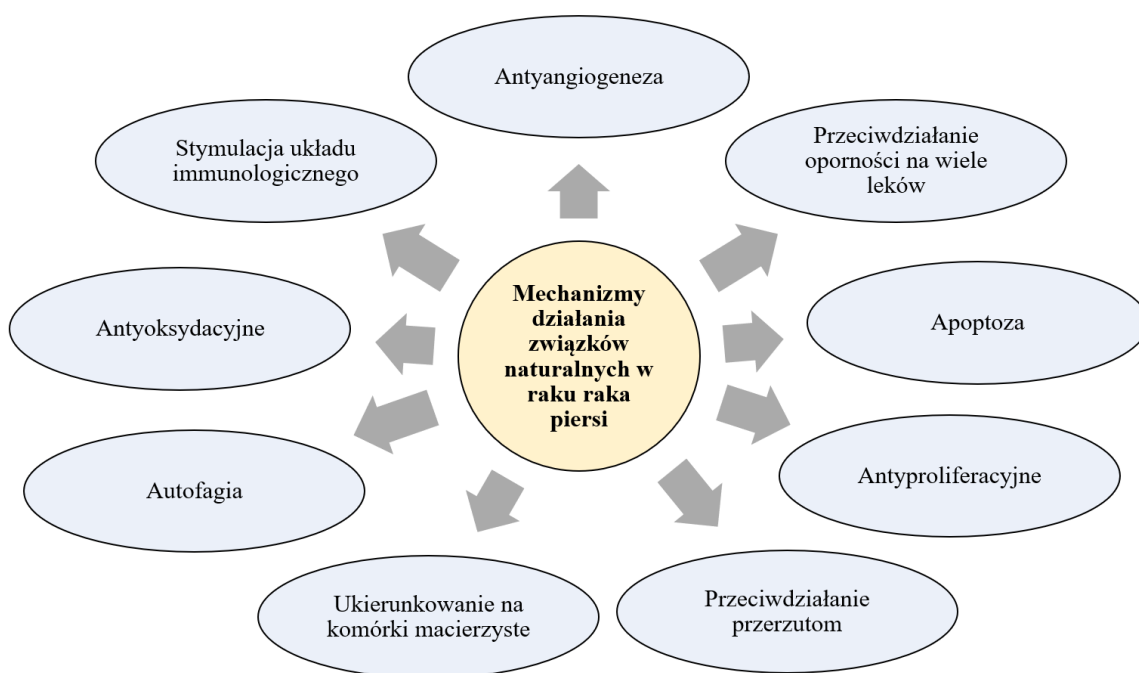 Antyangiogeneza
Stymulacja układu
immunologicznego
Przeciwdziałanie
oporności na wiele
leków
Mechanizmy
działania
związków
naturalnych w
raku raka
piersi
Antyoksydacyjne
Apoptoza
Autofagia
Antyproliferacyjne
Ukierunkowanie na
komórki macierzyste
Przeciwdziałanie
przerzutom